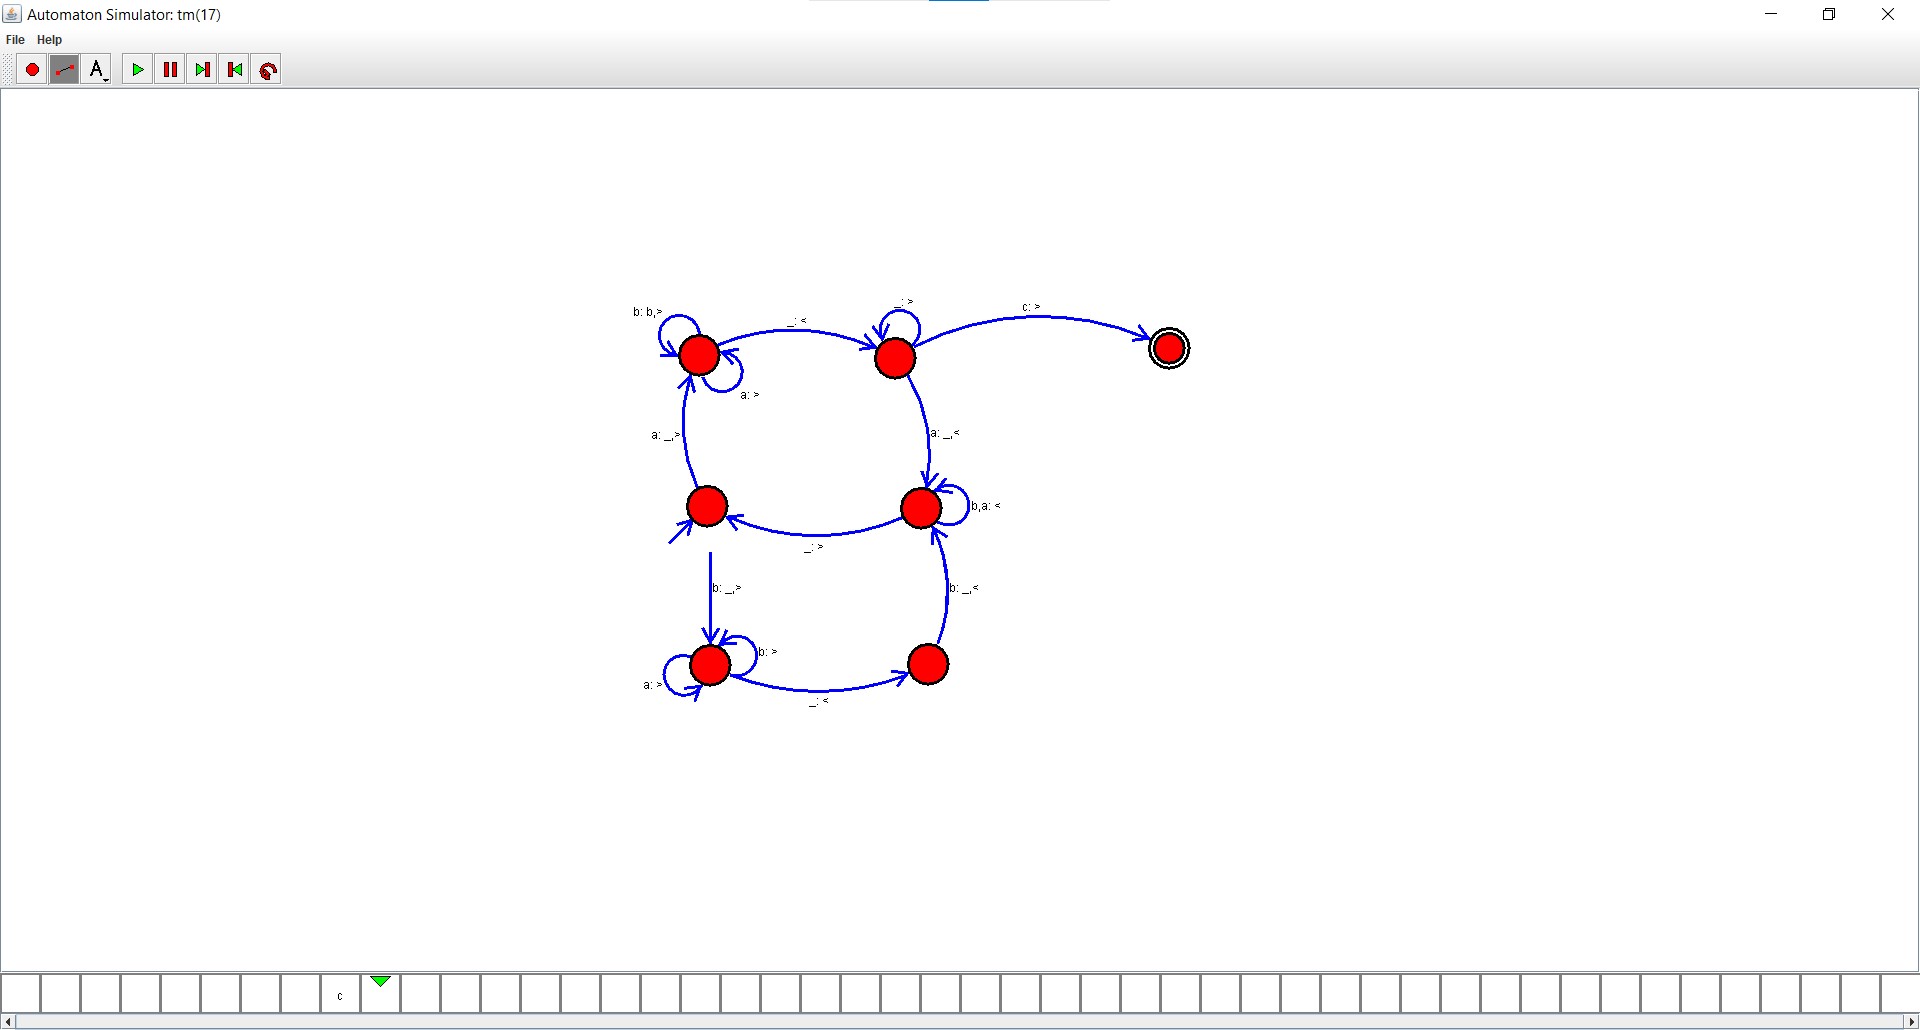 Automaton Simulator: tm(17)
File Help
A
_: >
c: >
b: b,>
_: <
a: >
a: _,>
a: _,<
b,a: <
_: >
b: _,>
b: _,<
b: >
a: >
_: <
c